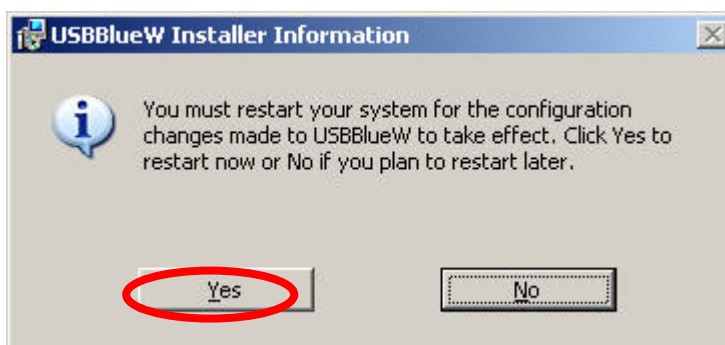 USBBlueW Installer Information
You must restart your system for the configuration
changes made to USBBlueW to take effect. Click Yes to
restart now or No if you plan to restart later.
Yes No